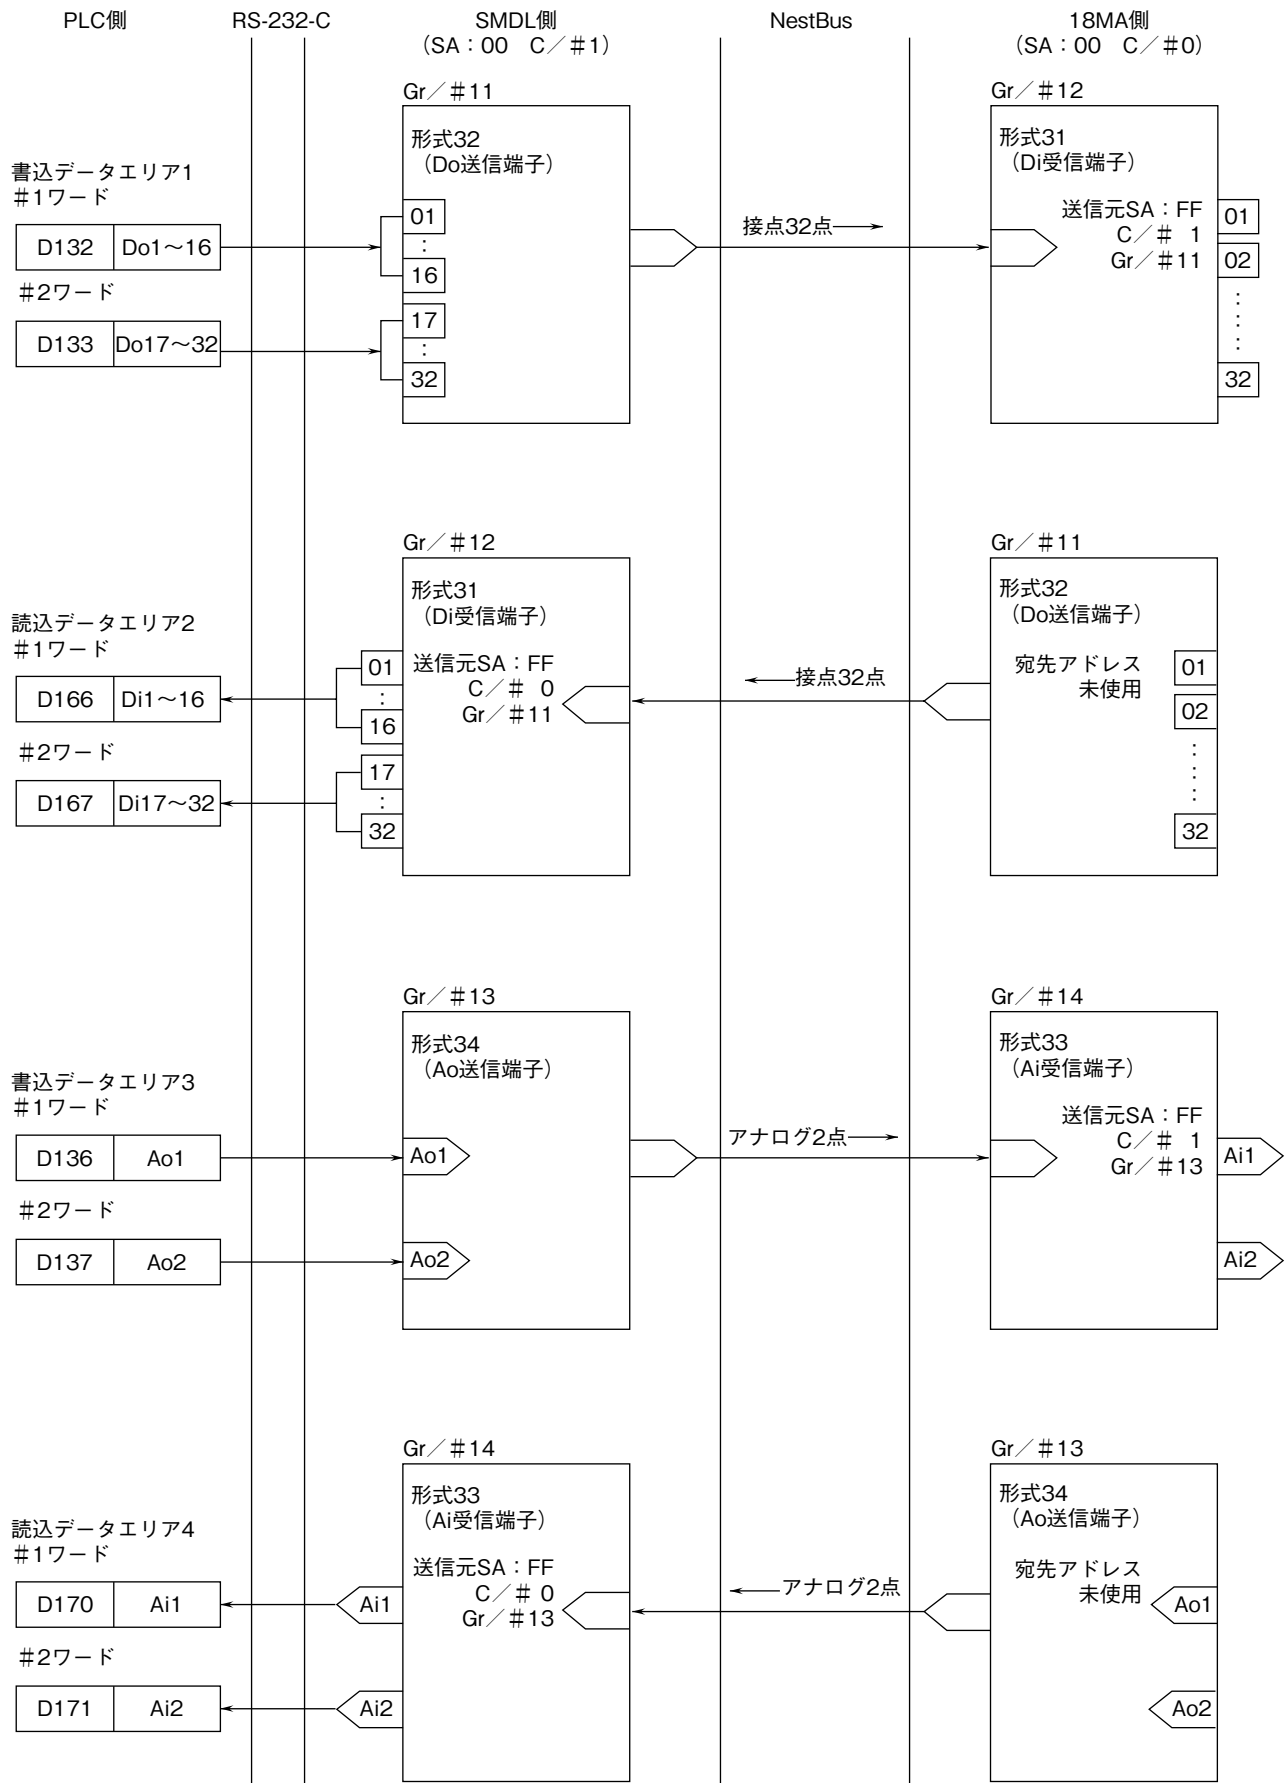 PLC側
RS-232-C
SMDL側
（SA：00　C／＃1）
NestBus
18MA側
（SA：00　C／＃0）
Gr／＃11
形式32
（Do送信端子）
書込データエリア1
＃1ワード
D132 Do1〜16
＃2ワード
D133 Do17〜32
01
：
16
17
：
32
接点32点
Gr／＃12
形式31
（Di受信端子）
送信元SA：FF
C／＃ 1
Gr／＃11
01
02
：
：
32
Gr／＃12
形式31
（Di受信端子）
送信元SA：FF
C／＃ 0
Gr／＃11
読込データエリア2
＃1ワード
D166 Di1〜16
＃2ワード
D167 Di17〜32
01
：
16
17
：
32
接点32点
Gr／＃11
形式32
（Do送信端子）
宛先アドレス
未使用
01
02
：
：
32
Gr／＃13
形式34
（Ao送信端子）
書込データエリア3
＃1ワード
D136 Ao1
＃2ワード
D137 Ao2
Ao1
Ao2
アナログ2点
Gr／＃14
形式33
（Ai受信端子）
送信元SA：FF
C／＃ 1
Gr／＃13
Ai1
Ai2
Gr／＃14
形式33
（Ai受信端子）
送信元SA：FF
C／＃ 0
Gr／＃13
読込データエリア4
＃1ワード
D170 Ai1
＃2ワード
D171 Ai2
Ai1
Ai2
アナログ2点
Gr／＃13
形式34
（Ao送信端子）
宛先アドレス
未使用
Ao1
Ao2